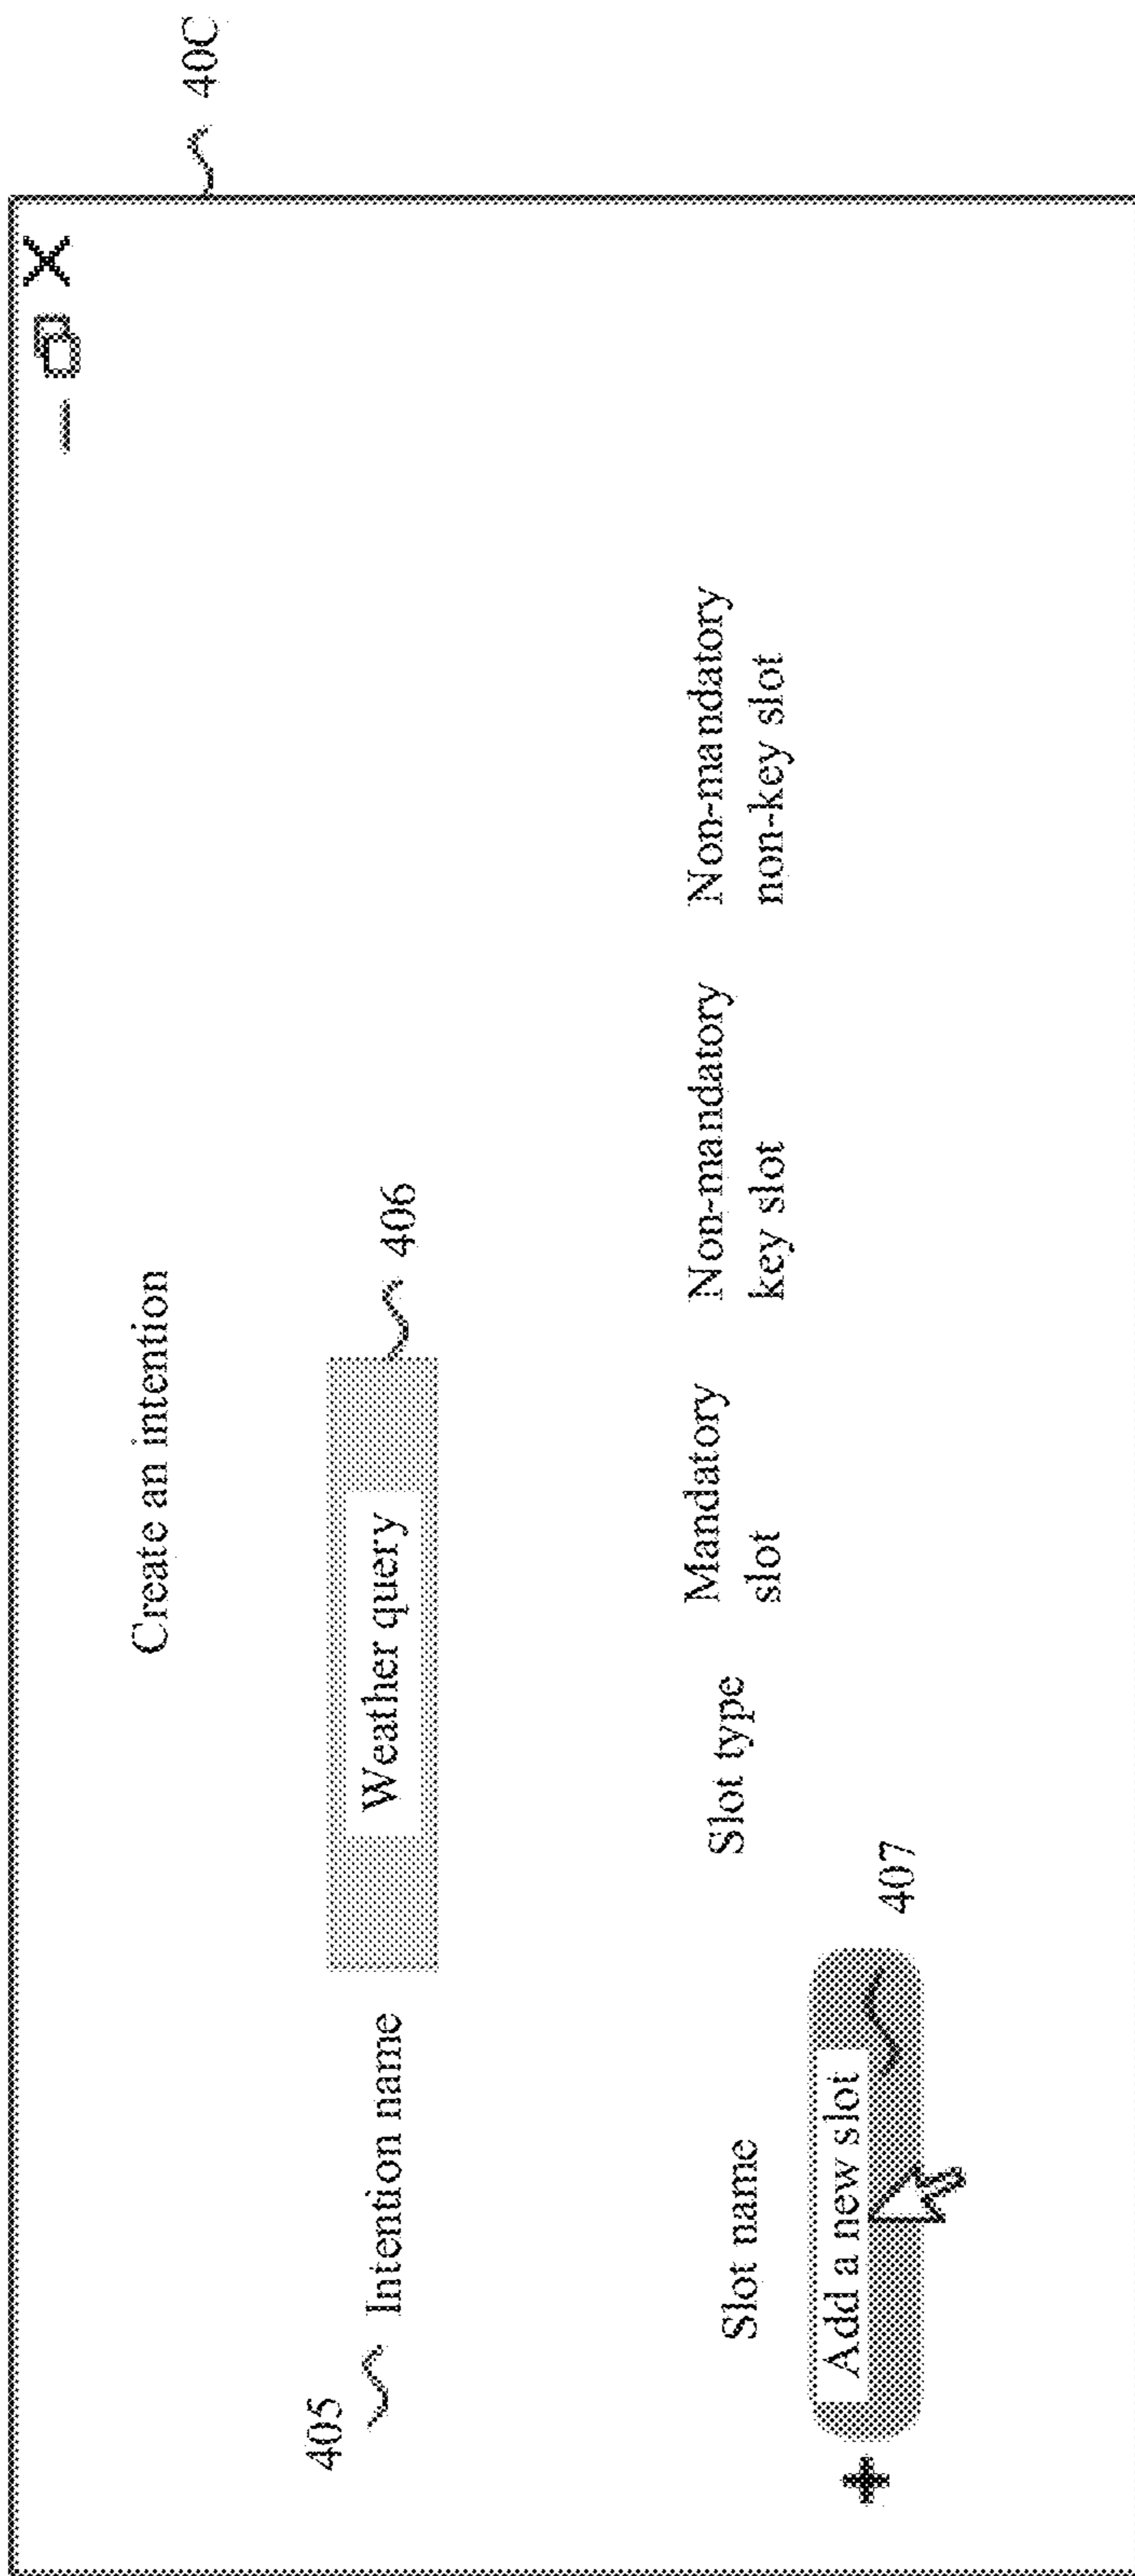 40C
Create an intention
405
Intention name
Weather query
406
Slot name
Slot type
Mandatory
slot
Non-mandatory
key slot
Non-mandatory
non-key slot
Add a new slot
407